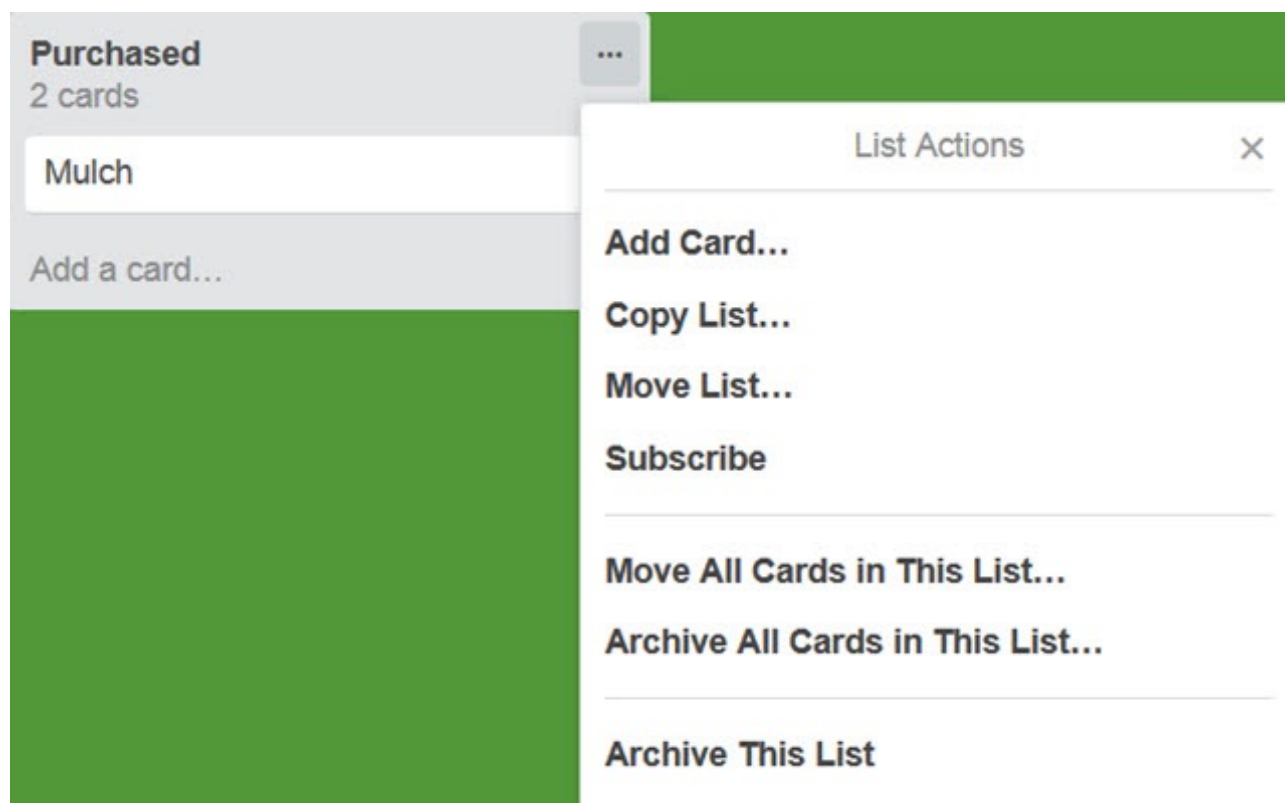 Purchased
2 cards
Mulch
Add a card…
List Actions
Add Card…
Copy List…
Move List…
Subscribe
Move All Cards in This List…
Archive All Cards in This List…
Archive This List